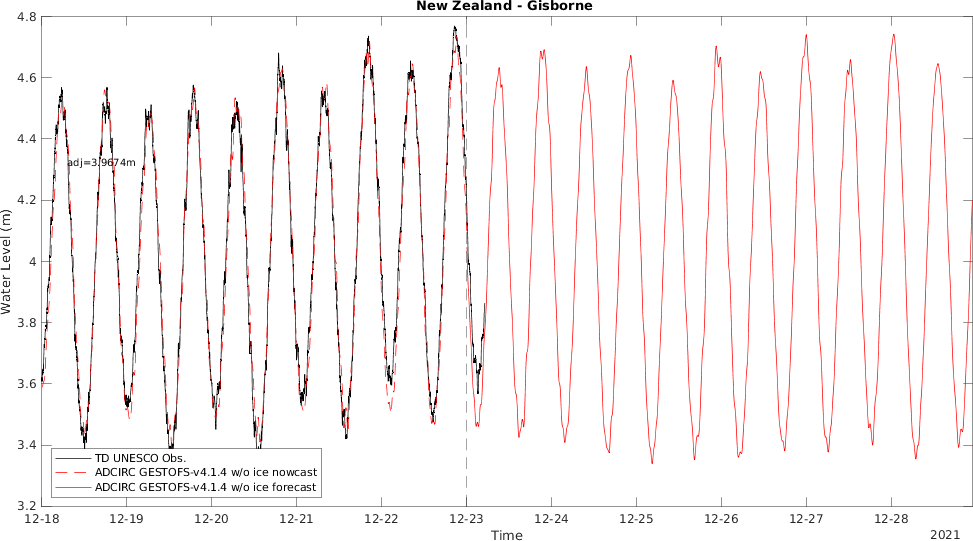 New Zealand - Gisborne
4.8
4.6
4.4
4.2
4
3.8
3.6
3.4
3.2
Water Level (m)
adj=3.9674m
TD UNESCO Obs.
ADCIRC GESTOFS-v4.1.4 w/o ice nowcast
ADCIRC GESTOFS-v4.1.4 w/o ice forecast
12-18 12-19 12-20 12-21 12-22 12-23 12-24 12-25 12-26 12-27 12-28
Time
2021